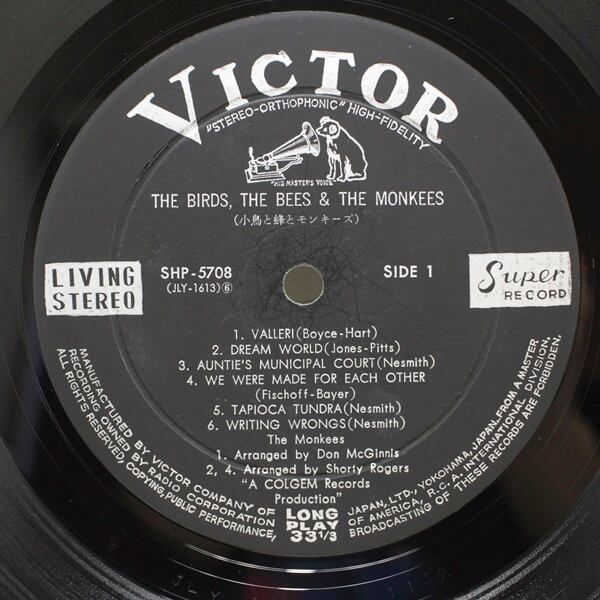 VICTOR
"STEREO-ORTHOPHONIC" HIGH-FIDELITY
"HIS MASTER'S VOICE"
THE BIRDS, THE BEES & THE MONKEES
(小鳥と蜂とモンキーズ)
LIVING STEREO
SHP-5708
(JLY-1613)⑥
SIDE 1
Super RECORD
1. VALLERI(Boyce-Hart)
2. DREAM WORLD(Jones-Pitts)
3. AUNTIE'S MUNICIPAL COURT(Nesmith)
4. WE WERE MADE FOR EACH OTHER
(Fischoff-Bayer)
5. TAPIOCA TUNDRA(Nesmith)
6. WRITING WRONGS(Nesmith)
The Monkees
1. Arranged by Don McGinnis
2, 4. Arranged by Shorty Rogers
"A COLGEM Records
Production"
LONG PLAY 33 1/3
MANUFACTURED BY VICTOR COMPANY OF JAPAN, LTD., YOKOHAMA, JAPAN. FROM A MASTER
RECORDING OWNED BY RADIO CORPORATION OF AMERICA, R.C.A. INTERNATIONAL DIVISION.
ALL RIGHTS RESERVED, COPYING, PUBLIC PERFORMANCE, BROADCASTING OF THESE RECORDS ARE FORBIDDEN.